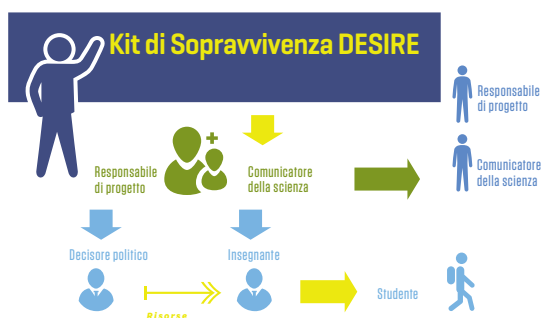 Kit di Sopravvivenza DESIRE
Responsabile
di progetto
Comunicatore
della scienza
Responsabile
di progetto
Comunicatore
della scienza
Decisore politico
Insegnante
Studente
Risorse